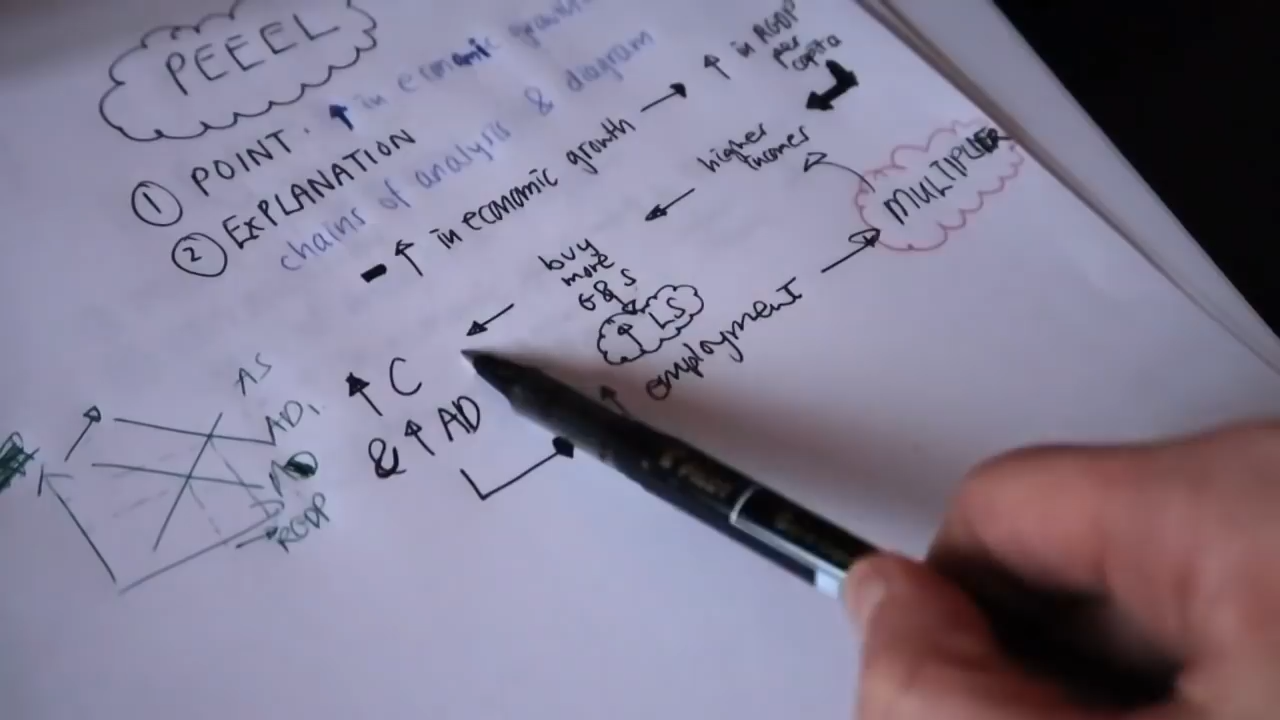 PEEEL
① POINT. ↑ in economic growth
② EXPLANATION
chains of analysis & diagram
- ↑ in economic growth → ↑ in RGDP
per
capita
higher
incomes
MULTIPLIER
buy
more
G & S
↑ LS
employment
↑ C
& ↑ AD
AS
AD₁
AD
RGDP